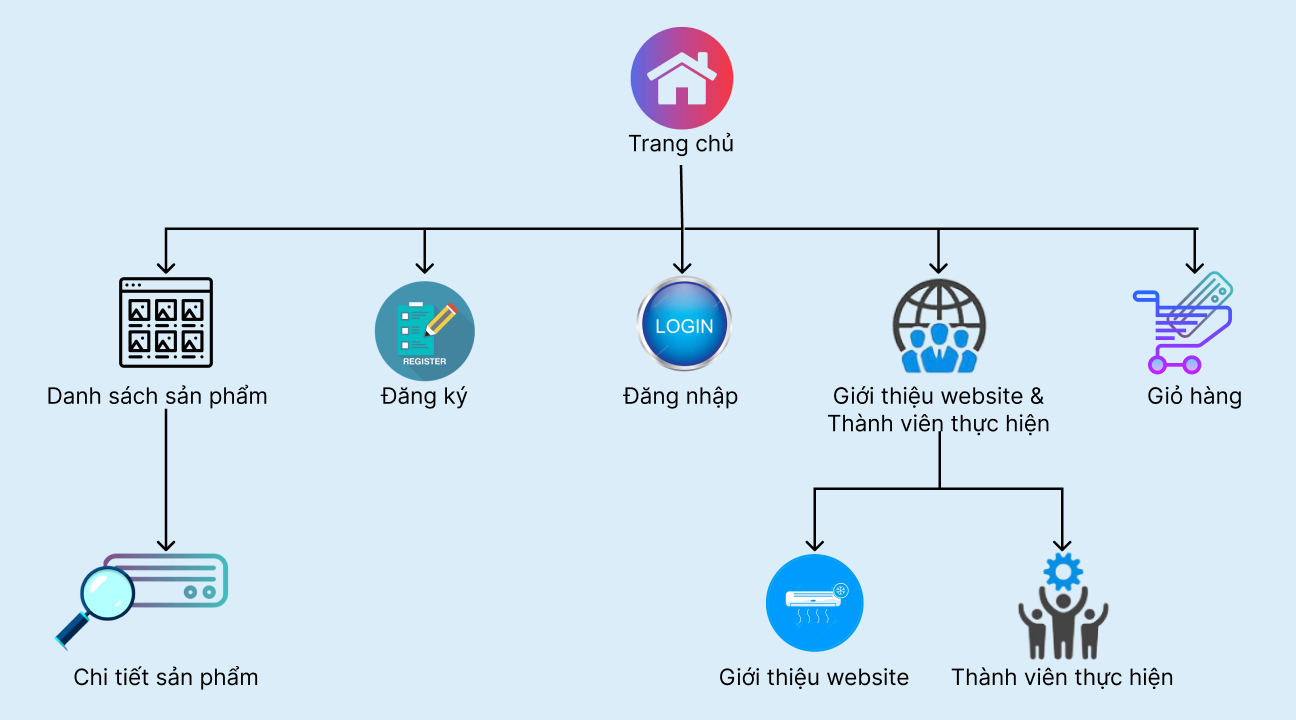 Trang chủ
LOGIN
REGISTER
Danh sách sản phẩm
Đăng ký
Đăng nhập
Giới thiệu website &
Thành viên thực hiện
Giỏ hàng
Chi tiết sản phẩm
Giới thiệu website
Thành viên thực hiện